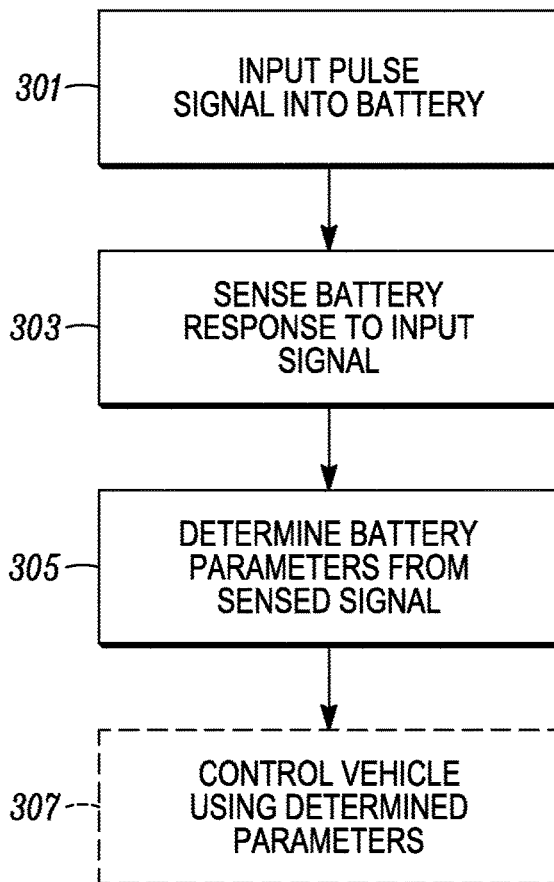 301
INPUT PULSE
SIGNAL INTO BATTERY
303
SENSE BATTERY
RESPONSE TO INPUT
SIGNAL
305
DETERMINE BATTERY
PARAMETERS FROM
SENSED SIGNAL
307
CONTROL VEHICLE
USING DETERMINED
PARAMETERS